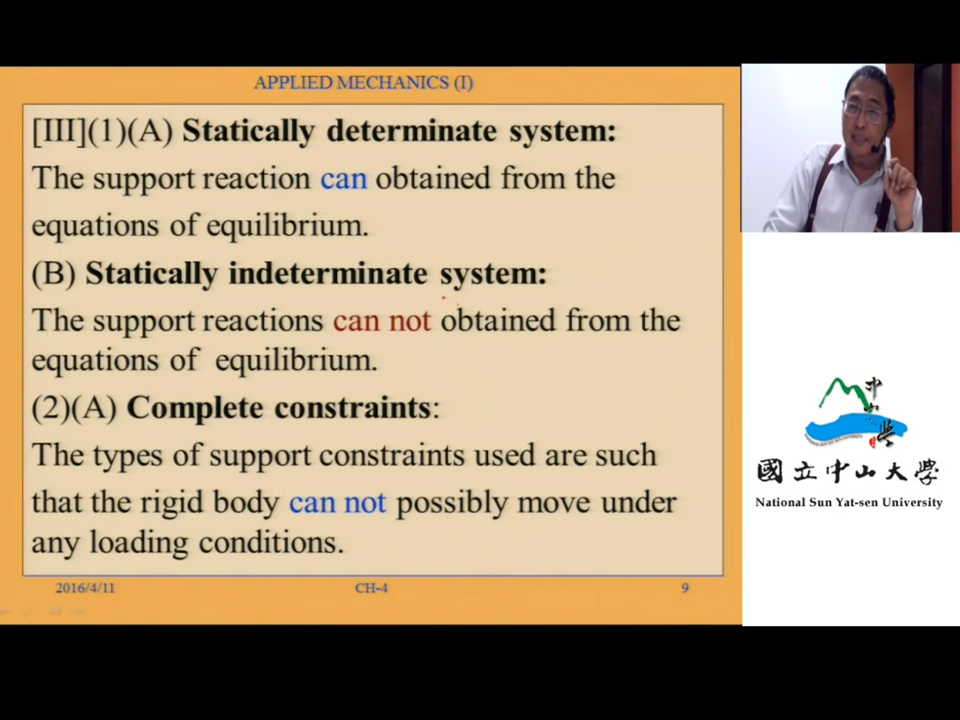 APPLIED MECHANICS (I)
[III](1)(A) Statically determinate system:
The support reaction can obtained from the
equations of equilibrium.
(B) Statically indeterminate system:
The support reactions can not obtained from the
equations of equilibrium.
(2)(A) Complete constraints:
The types of support constraints used are such
that the rigid body can not possibly move under
any loading conditions.
2016/4/11
CH-4
9
國立中山大學
National Sun Yat-sen University